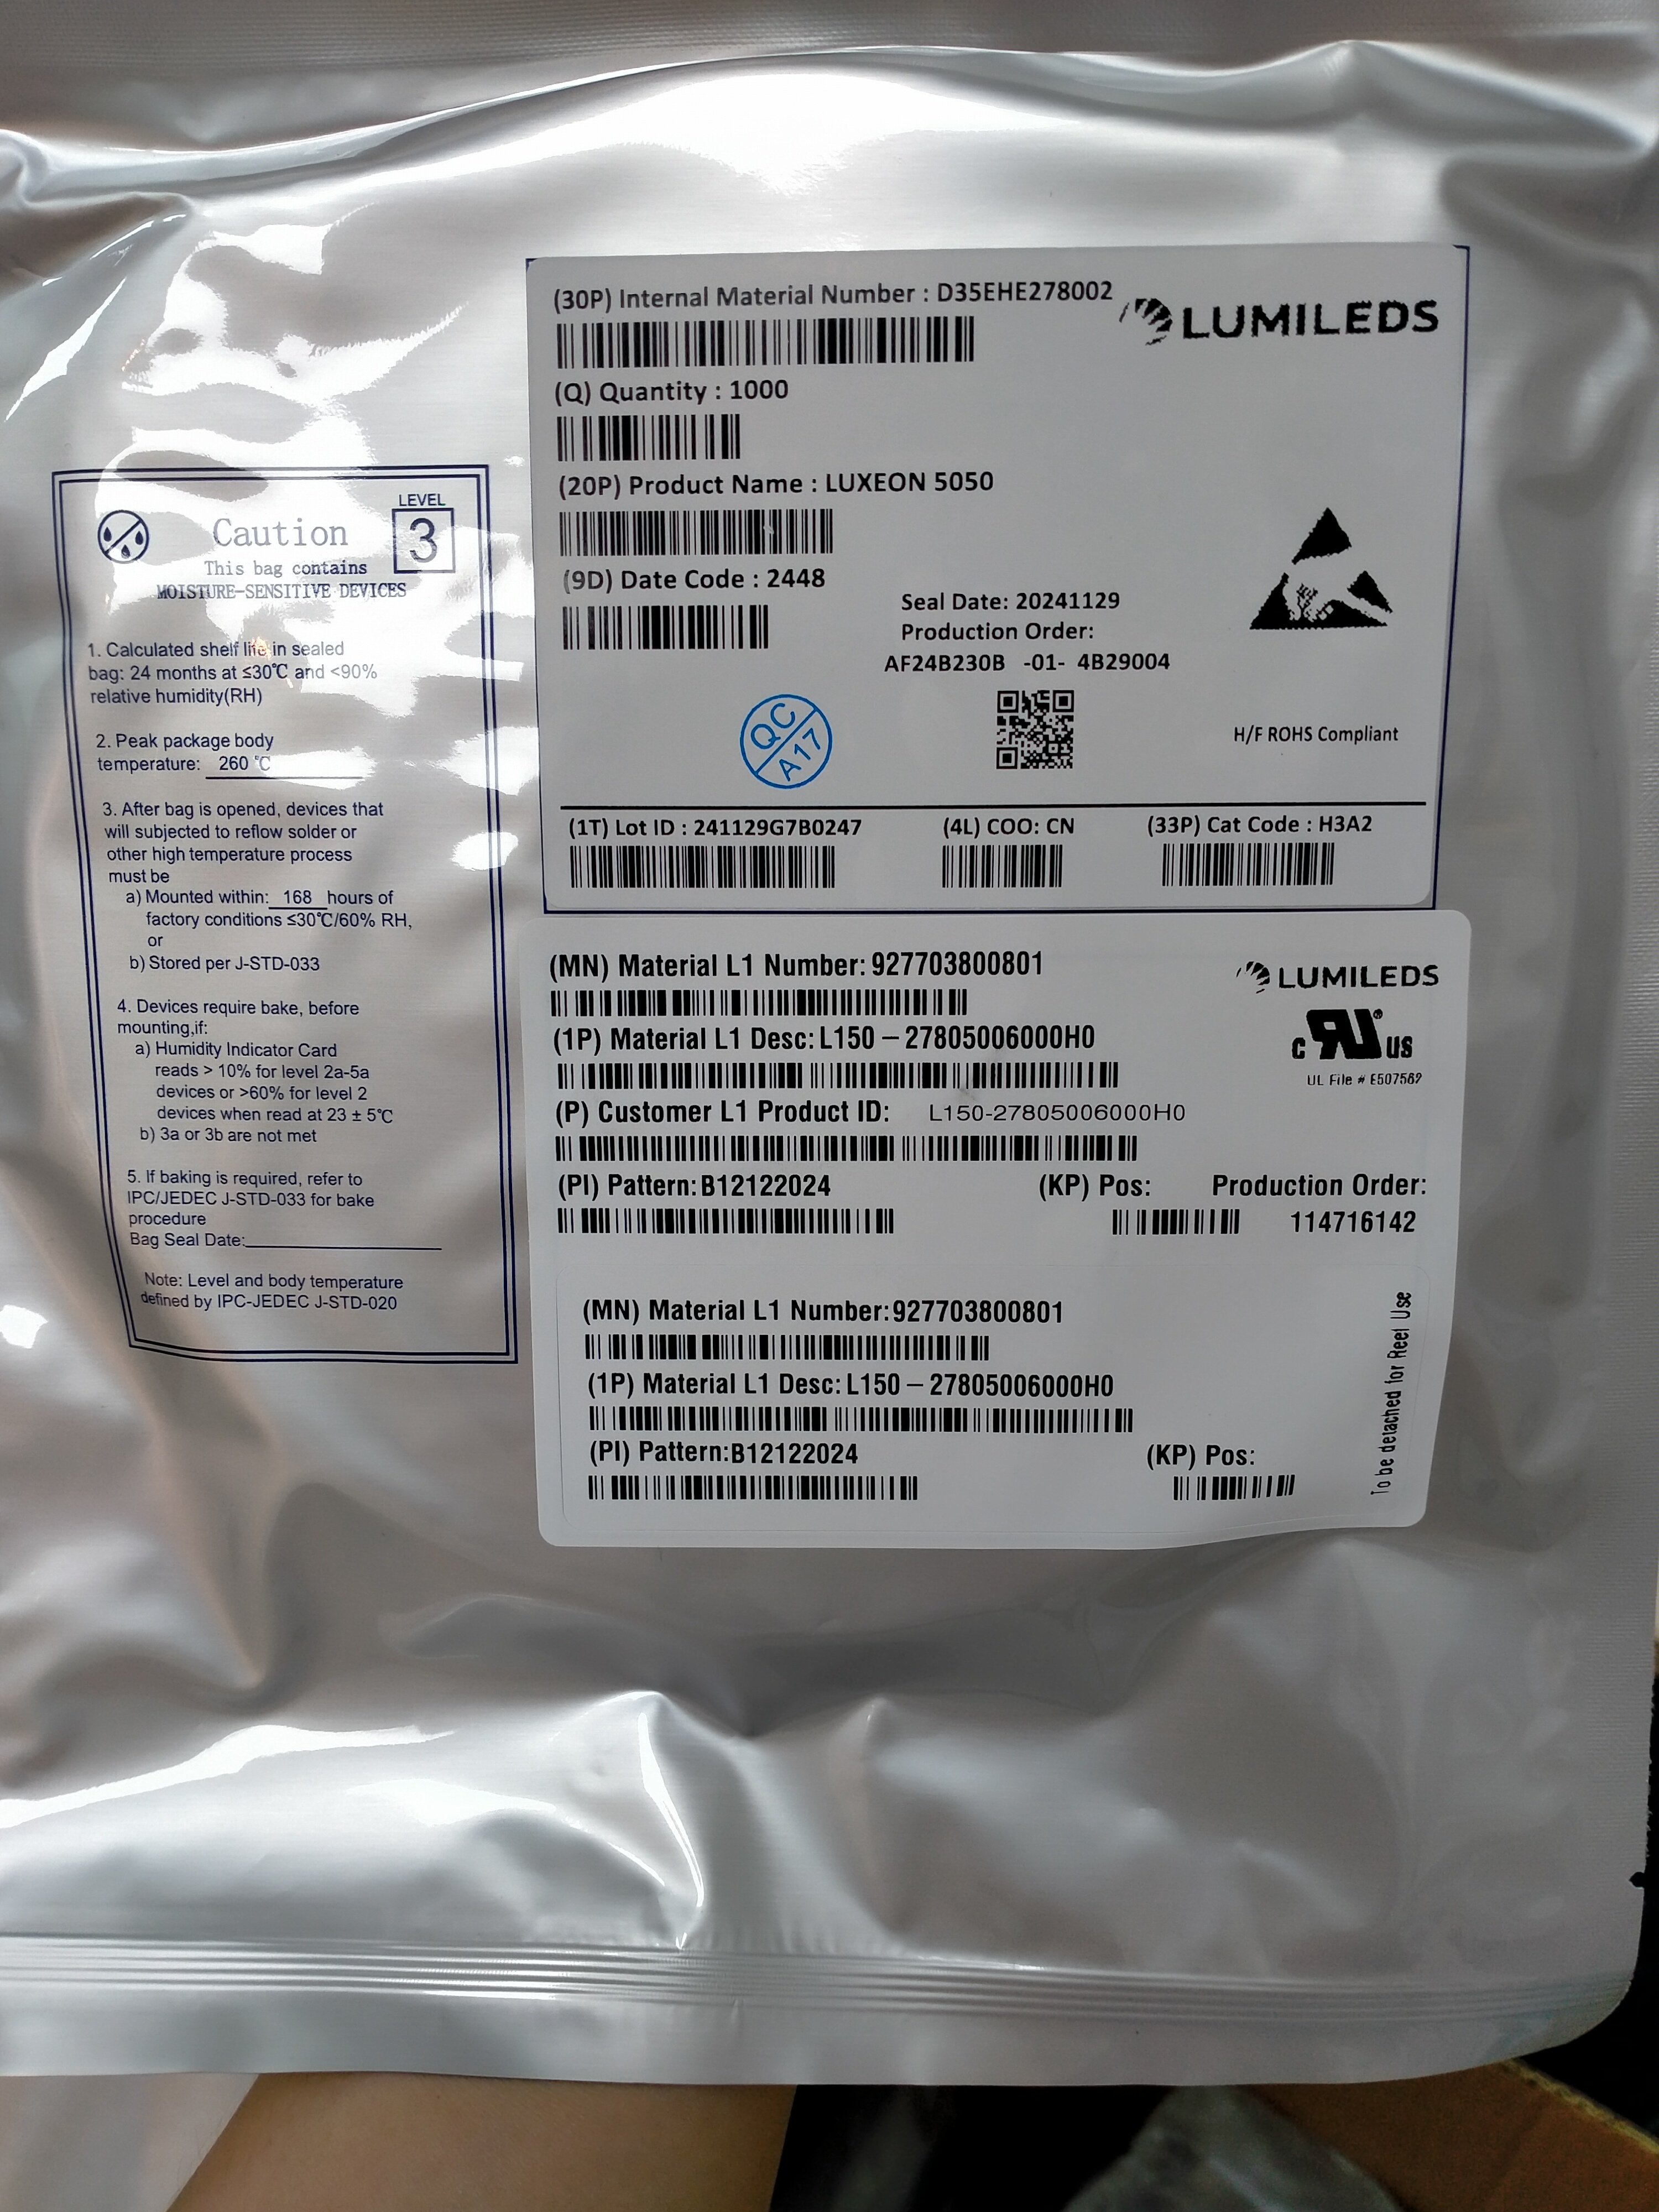 LEVEL
3
Caution
This bag contains
MOISTURE-SENSITIVE DEVICES
1. Calculated shelf life in sealed
bag: 24 months at ≤30℃ and <90%
relative humidity(RH)
2. Peak package body
temperature: 260 ℃
3. After bag is opened, devices that
will subjected to reflow solder or
other high temperature process
must be
a) Mounted within: 168 hours of
factory conditions ≤30℃/60% RH,
or
b) Stored per J-STD-033
4. Devices require bake, before
mounting,if:
a) Humidity Indicator Card
reads > 10% for level 2a-5a
devices or >60% for level 2
devices when read at 23 ± 5℃
b) 3a or 3b are not met
5. If baking is required, refer to
IPC/JEDEC J-STD-033 for bake
procedure
Bag Seal Date:
Note: Level and body temperature
defined by IPC-JEDEC J-STD-020
(30P) Internal Material Number : D35EHE278002
LUMILEDS
(Q) Quantity : 1000
(20P) Product Name : LUXEON 5050
(9D) Date Code : 2448
Seal Date: 20241129
Production Order:
AF24B230B -01- 4B29004
QC
A17
H/F ROHS Compliant
(1T) Lot ID : 241129G7B0247
(4L) COO: CN
(33P) Cat Code : H3A2
(MN) Material L1 Number: 927703800801
LUMILEDS
(1P) Material L1 Desc: L150 – 27805006000H0
c RU ® US
UL File # E507562
(P) Customer L1 Product ID: L150-27805006000H0
(PI) Pattern: B12122024
(KP) Pos:
Production Order:
114716142
(MN) Material L1 Number: 927703800801
(1P) Material L1 Desc: L150 – 27805006000H0
(PI) Pattern: B12122024
(KP) Pos:
To be detached for Reel Use